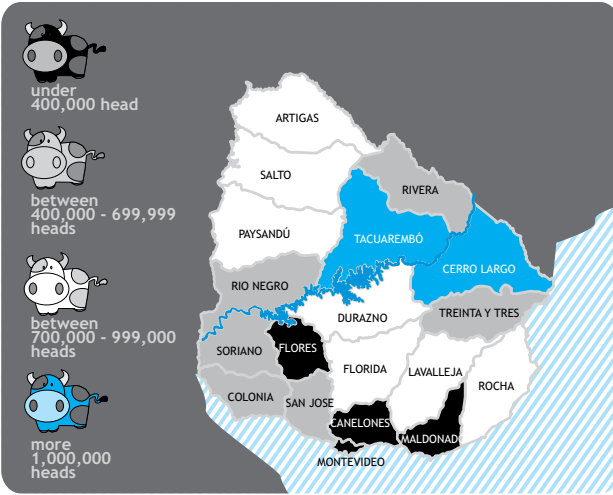 under
400,000 head
between
400,000 - 699,999
heads
between
700,000 - 999,000
heads
more
1,000,000
heads
ARTIGAS
SALTO
RIVERA
PAYSANDÚ
TACUAREMBÓ
CERRO LARGO
RIO NEGRO
DURAZNO
TREINTA Y TRES
SORIANO
FLORES
FLORIDA
LAVALLEJA
ROCHA
COLONIA
SAN JOSE
CANELONES
MALDONADO
MONTEVIDEO